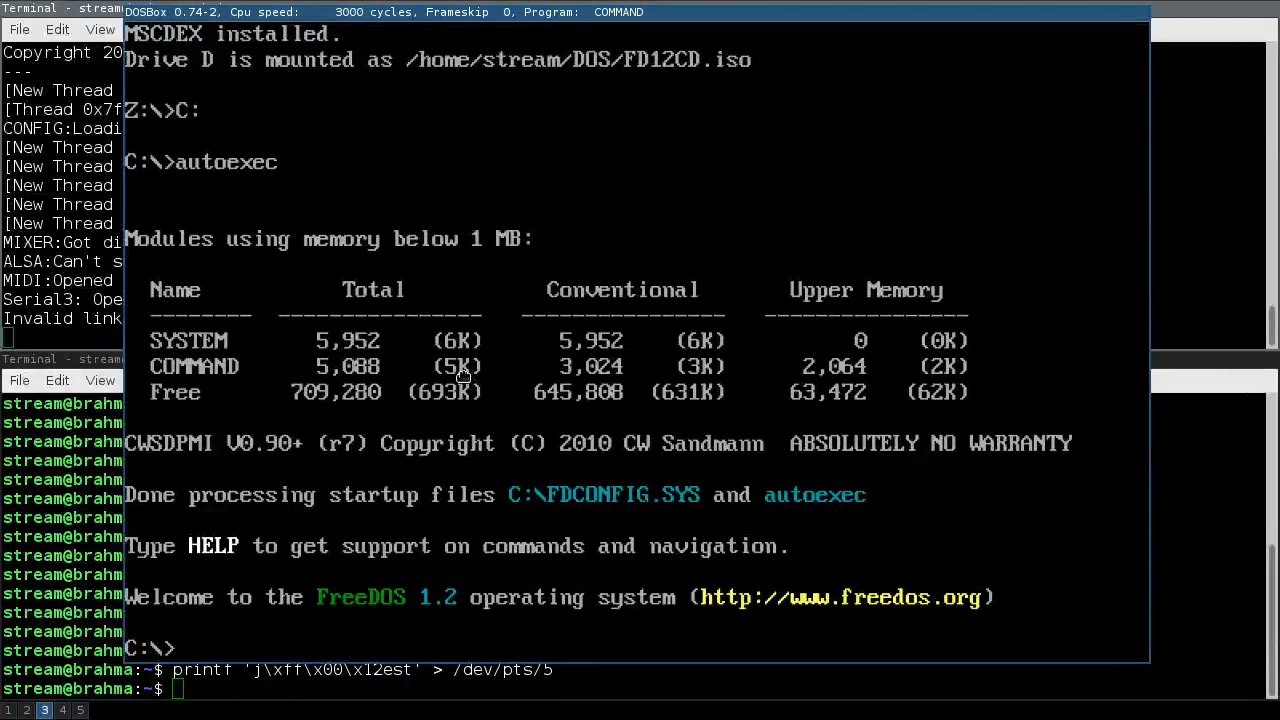 Terminal - stream
DOSBox 0.74-2, Cpu speed: 3000 cycles, Frameskip 0, Program: COMMAND
File Edit View
Copyright 20
---
[New Thread
[Thread 0x7f
CONFIG:Loadi
[New Thread
[New Thread
[New Thread
[New Thread
[New Thread
MIXER:Got di
ALSA:Can't s
MIDI:Opened
Serial3: Ope
Invalid link
MSCDEX installed.
Drive D is mounted as /home/stream/DOS/FD12CD.iso
Z:\>C:
C:\>autoexec
Modules using memory below 1 MB:
Name Total Conventional Upper Memory
-------- ---------------- ---------------- ----------------
SYSTEM 5,952 (6K) 5,952 (6K) 0 (0K)
COMMAND 5,088 (5K) 3,024 (3K) 2,064 (2K)
Free 709,280 (693K) 645,808 (631K) 63,472 (62K)
CWSDPMI V0.90+ (r7) Copyright (C) 2010 CW Sandmann ABSOLUTELY NO WARRANTY
Done processing startup files C:\FDCONFIG.SYS and autoexec
Type HELP to get support on commands and navigation.
Welcome to the FreeDOS 1.2 operating system (http://www.freedos.org)
C:\>
Terminal - stream
File Edit View
stream@brahm
stream@brahm
stream@brahm
stream@brahm
stream@brahm
stream@brahm
stream@brahm
stream@brahm
stream@brahm
stream@brahm
stream@brahm
stream@brahm
stream@brahm
stream@brahm
stream@brahma:~$ printf 'j\xff\x00\x12est' > /dev/pts/5
stream@brahma:~$
1 2 3 4 5